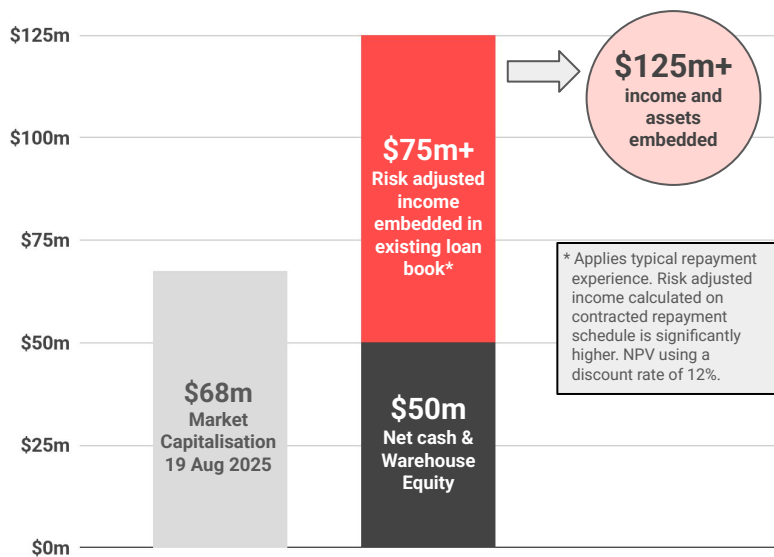 $125m
$100m
$75m
$50m
$25m
$0m
$68m
Market
Capitalisation
19 Aug 2025
$75m+
Risk adjusted
income
embedded in
existing loan
book*
$50m
Net cash &
Warehouse
Equity
$125m+
income and
assets
embedded
* Applies typical repayment
experience. Risk adjusted
income calculated on
contracted repayment
schedule is significantly
higher. NPV using a
discount rate of 12%.